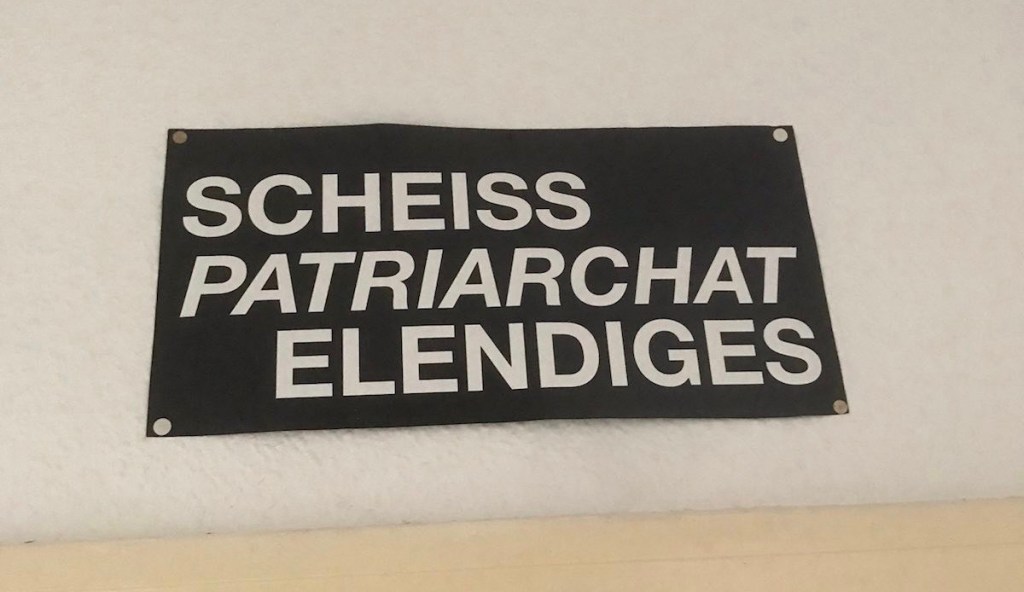 SCHEISS
PATRIARCHAT
ELENDIGES